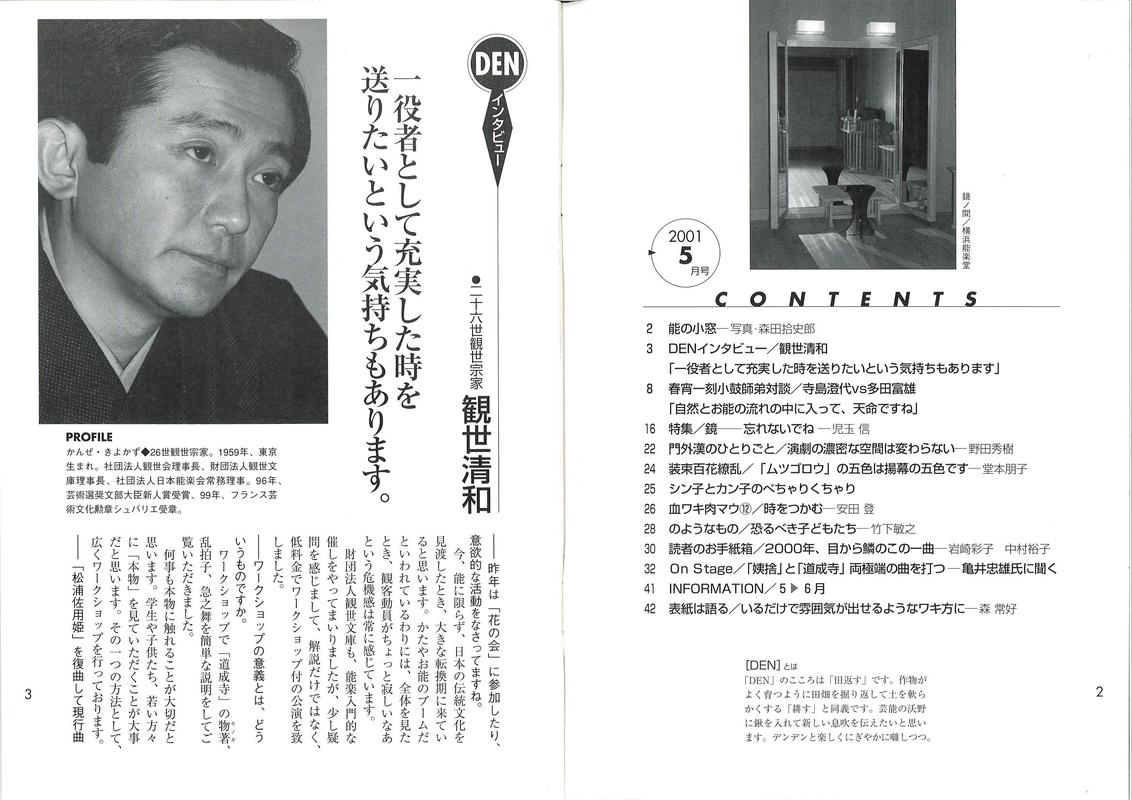 鏡ノ間／横浜能楽堂
2001
5
月号
CONTENTS
2 能の小窓─写真・森田拾史郎
3 DENインタビュー／観世清和
「一役者として充実した時を送りたいという気持ちもあります」
8 春宵一刻小鼓師弟対談／寺島澄代vs多田富雄
「自然とお能の流れの中に入って、天命ですね」
16 特集／鏡──忘れないでね ─児玉 信
22 門外漢のひとりごと／演劇の濃密な空間は変わらない─野田秀樹
24 装束百花繚乱／「ムツゴロウ」の五色は揚幕の五色です─堂本朋子
25 シン子とカン子のぺちゃりくちゃり
26 血ワキ肉マウ⑫／時をつかむ─安田 登
28 のようなもの／恐るべき子どもたち─竹下敏之
30 読者のお手紙箱／2000年、目から鱗のこの一曲─岩崎彩子 中村裕子
32 On Stage／「姨捨」と「道成寺」両極端の曲を打つ─亀井忠雄氏に聞く
41 INFORMATION／5▶6月
42 表紙は語る／いるだけで雰囲気が出せるようなワキ方に─森 常好
［DEN］とは
「DEN」のこころは「田返す」です。作物が
よく育つように田畑を掘り返して土を軟ら
かくする「耕す」と同義です。芸能の沃野
に鍬を入れて新しい息吹を伝えたいと思い
ます。デンデンと楽しくにぎやかに囃しつつ。
2
DEN
インタビュー
●二十六世観世宗家 観世清和
一役者として充実した時を
送りたいという気持ちもあります。
PROFILE
かんぜ・きよかず◆26世観世宗家。1959年、東京
生まれ。社団法人観世会理事長、財団法人観世文
庫理事長、社団法人日本能楽会常務理事。96年、
芸術選奨文部大臣新人賞受賞、99年、フランス芸
術文化勲章シュバリエ受章。
──昨年は「花の会」に参加したり、
意欲的な活動をなさってますね。
今、能に限らず、日本の伝統文化を
見渡したとき、大きな転換期に来てい
ると思います。かたやお能のブームだ
といわれているわりには、全体を見た
とき、観客動員がちょっと寂しいなあ
という危機感は常に感じています。
財団法人観世文庫も、能楽入門的な
催しをやってまいりましたが、少し疑
問を感じまして、解説だけではなく、
低料金でワークショップ付の公演を致
しました。
──ワークショップの意義とは、どう
いうものですか。
ワークショップで「道成寺」の物着、
乱拍子、急之舞を簡単な説明をしてご
覧いただきました。
何事も本物に触れることが大切だと
思います。学生や子供たち、若い方々
に「本物」を見ていただくことが大事
だと思います。その一つの方法として、
広くワークショップを行っております。
──「松浦佐用姫」を復曲して現行曲
3